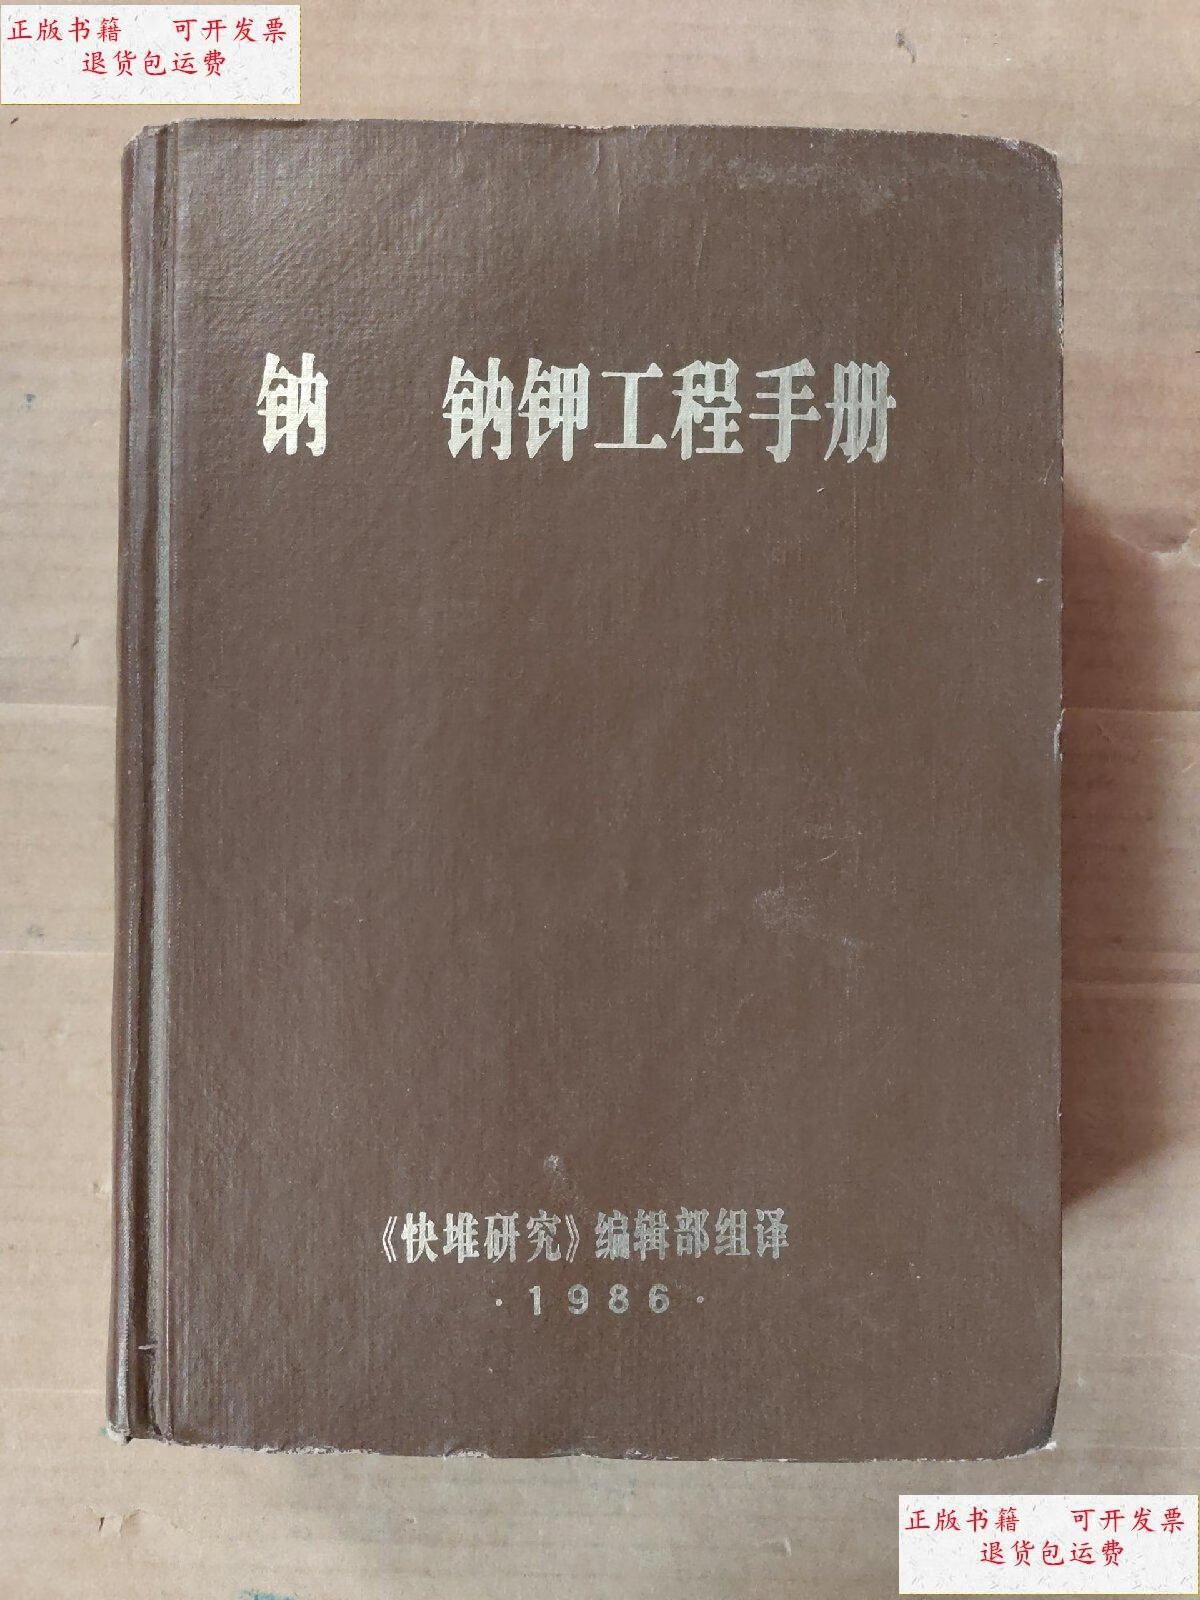 正版书籍 可开发票
退货包运费
钠 钠钾工程手册
《快堆研究》编辑部组译
·1986·
正版书籍 可开发票
退货包运费